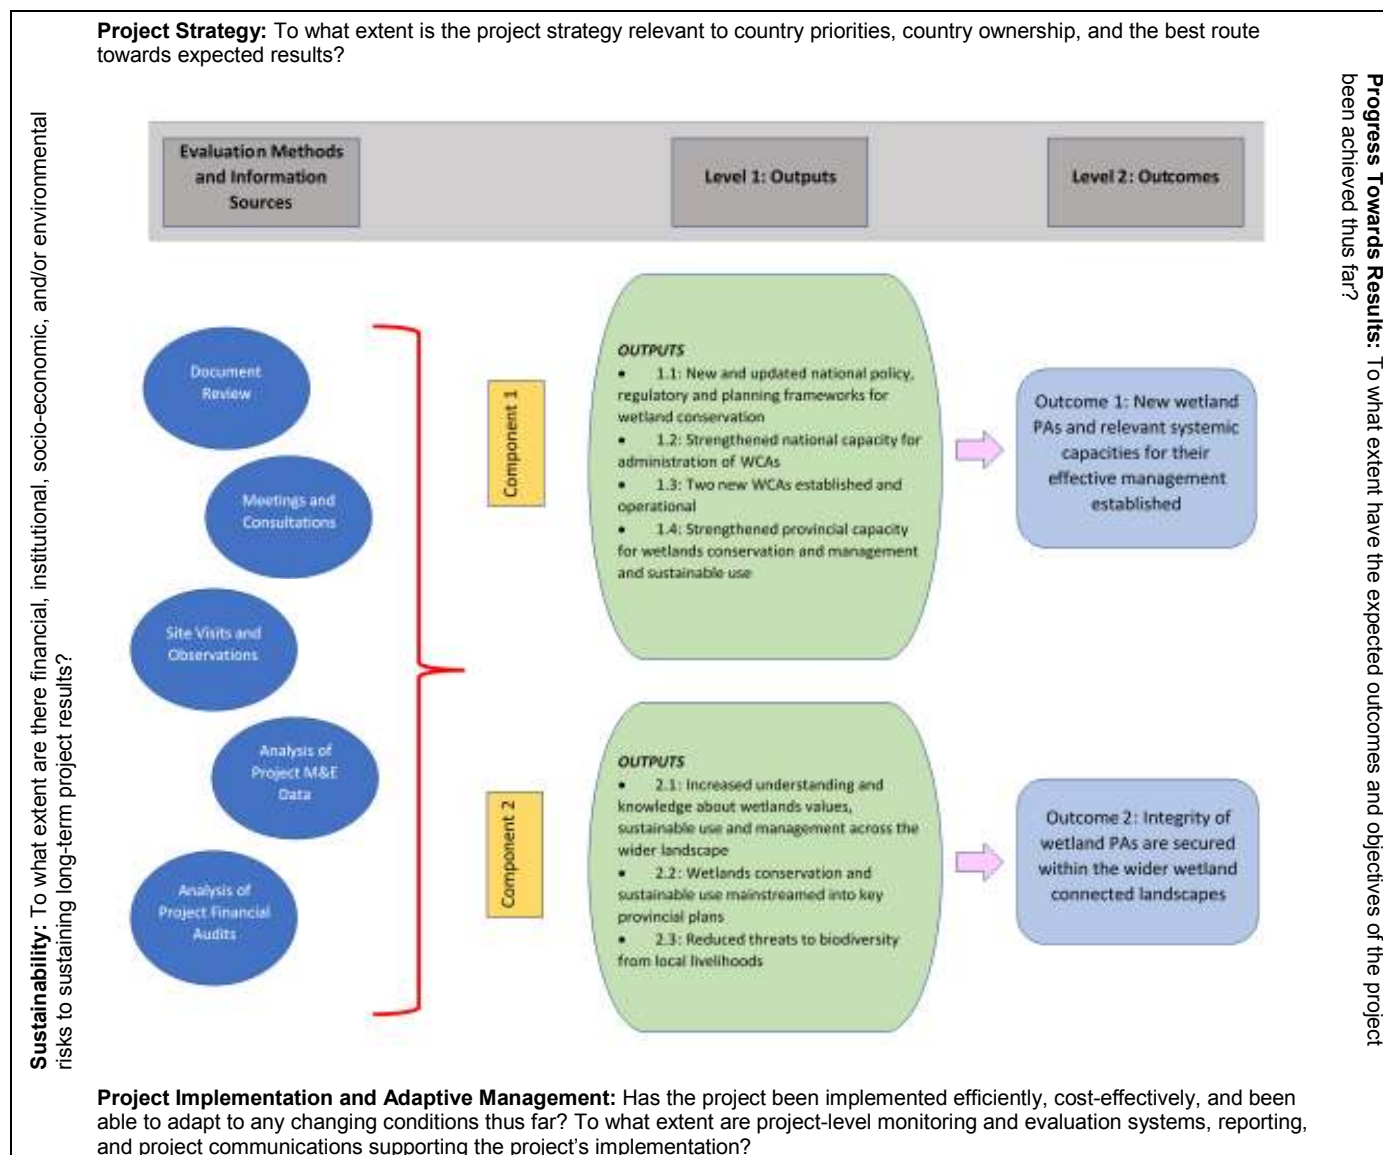 Project Strategy: To what extent is the project strategy relevant to country priorities, country ownership, and the best route
towards expected results?
Sustainability: To what extent are there financial, institutional, socio-economic, and/or environmental
risks to sustaining long-term project results?
Evaluation Methods
and Information
Sources
Level 1: Outputs
Level 2: Outcomes
Document
Review
Meetings and
Consultations
Site Visits and
Observations
Analysis of
Project M&E
Data
Analysis of
Project Financial
Audits
Component 1
OUTPUTS
• 1.1: New and updated national policy,
regulatory and planning frameworks for
wetland conservation
• 1.2: Strengthened national capacity for
administration of WCAs
• 1.3: Two new WCAs established and
operational
• 1.4: Strengthened provincial capacity
for wetlands conservation and management
and sustainable use
Outcome 1: New wetland
PAs and relevant systemic
capacities for their
effective management
established
Component 2
OUTPUTS
• 2.1: Increased understanding and
knowledge about wetlands values,
sustainable use and management across the
wider landscape
• 2.2: Wetlands conservation and
sustainable use mainstreamed into key
provincial plans
• 2.3: Reduced threats to biodiversity
from local livelihoods
Outcome 2: Integrity of
wetland PAs are secured
within the wider wetland
connected landscapes
Progress Towards Results: To what extent have the expected outcomes and objectives of the project
been achieved thus far?
Project Implementation and Adaptive Management: Has the project been implemented efficiently, cost-effectively, and been
able to adapt to any changing conditions thus far? To what extent are project-level monitoring and evaluation systems, reporting,
and project communications supporting the project's implementation?